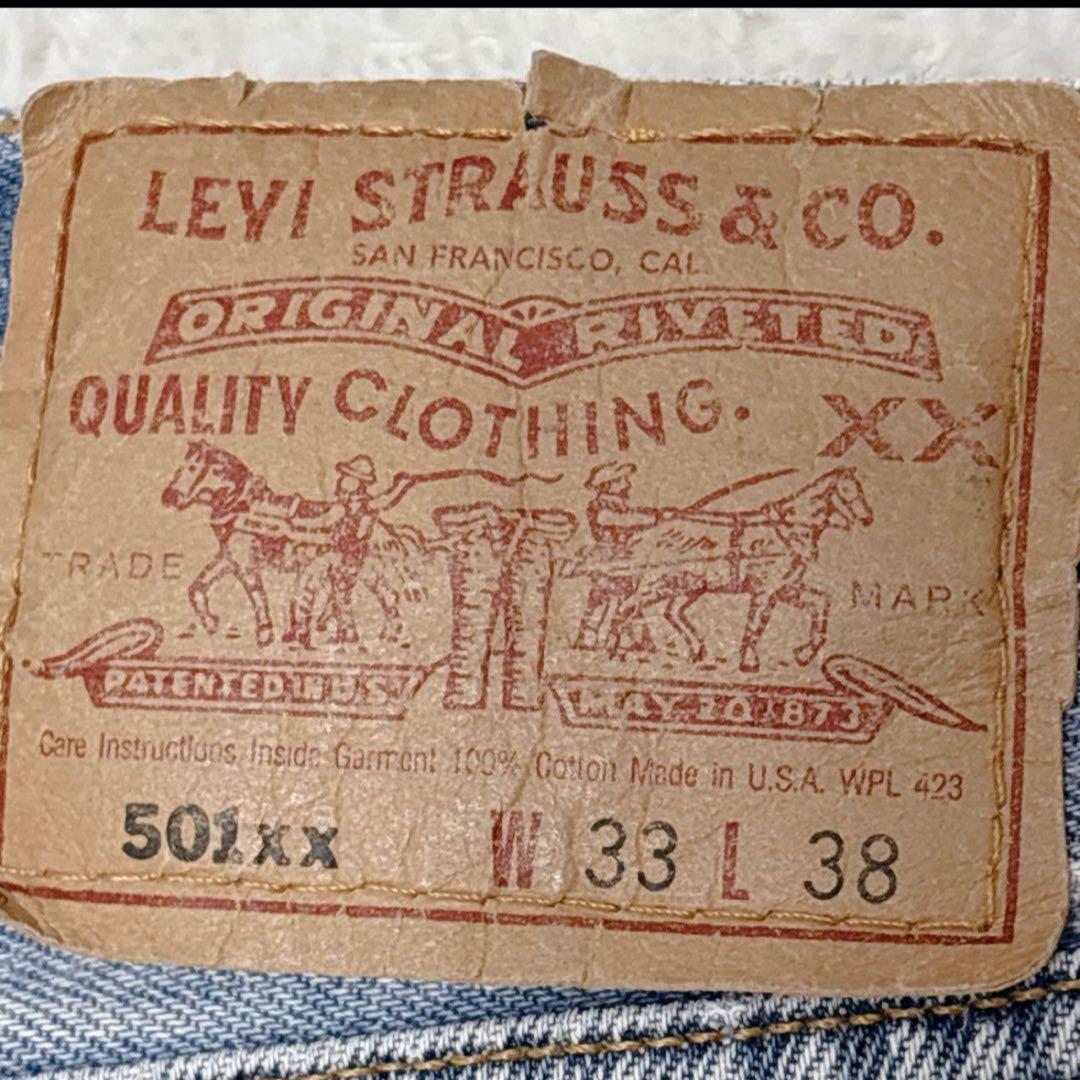 LEVI STRAUSS & CO.
SAN FRANCISCO, CAL.
ORIGINAL RIVETED
QUALITY CLOTHING. XX
TRADE MARK
PATENTED IN U.S. MAY 20 1873
Care Instructions Inside Garment 100% Cotton Made in U.S.A. WPL 423
501xx W 33 L 38